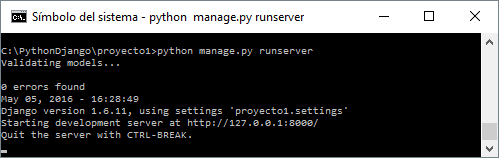 Símbolo del sistema - python  manage.py runserver
C:\PythonDjango\proyecto1>python manage.py runserver
Validating models...
0 errors found
May 05, 2016 - 16:28:49
Django version 1.6.11, using settings 'proyecto1.settings'
Starting development server at http://127.0.0.1:8000/
Quit the server with CTRL-BREAK.